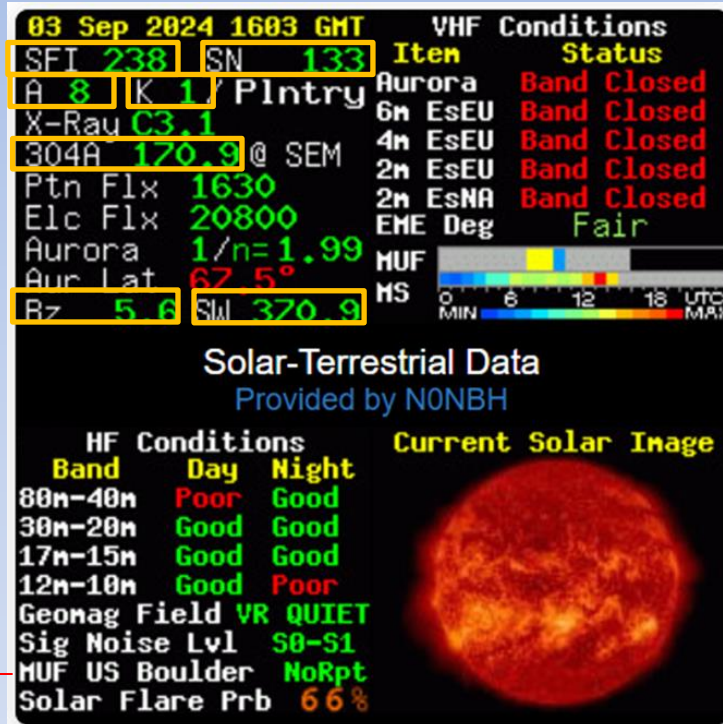 03 Sep 2024 1603 GMT
SFI 238 SN 133
A 8 K 1 / Plntry
X-Ray C3.1
304A 170.9 @ SEM
Ptn Flx 1630
Elc Flx 20800
Aurora 1/n=1.99
Aur Lat 67.5°
Bz 5.6 SW 370.9
VHF Conditions
Item Status
Aurora Band Closed
6m EsEU Band Closed
4m EsEU Band Closed
2m EsEU Band Closed
2m EsNA Band Closed
EME Deg Fair
MUF
MS
0 6 12 18 UTC
MIN MAX
Solar-Terrestrial Data
Provided by N0NBH
HF Conditions
Band Day Night
80m-40m Poor Good
30m-20m Good Good
17m-15m Good Good
12m-10m Good Poor
Geomag Field VR QUIET
Sig Noise Lvl S0-S1
MUF US Boulder NoRpt
Solar Flare Prb 66%
Current Solar Image